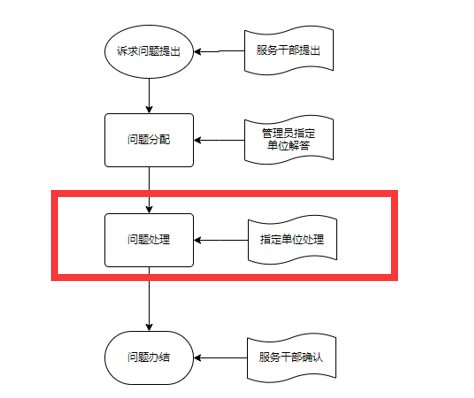 诉求问题提出
服务干部提出
问题分配
管理员指定
单位解答
问题处理
指定单位处理
问题办结
服务干部确认